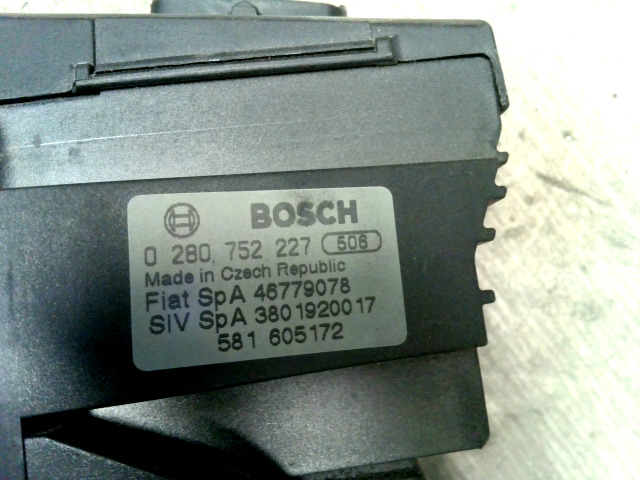 BOSCH
0 280 752 227 506
Made in Czech Republic
Fiat SpA 46779078
SIV SpA 3801920017
581 605172